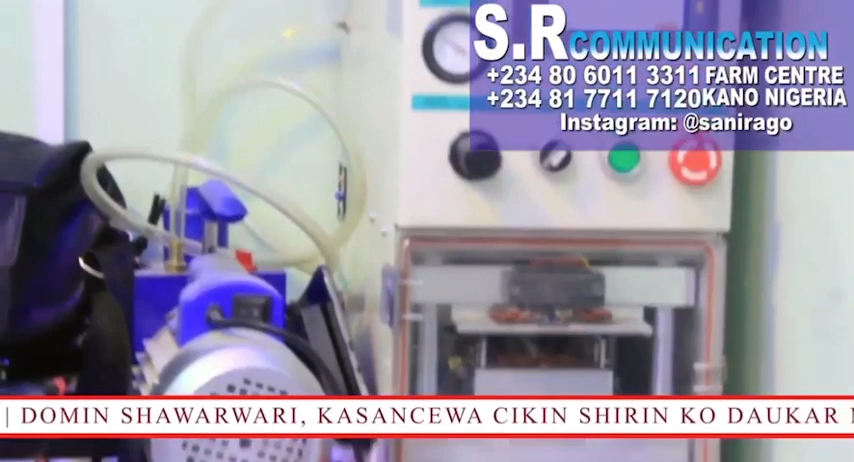 S.R COMMUNICATION
+234 80 6011 3311 FARM CENTRE
+234 81 7711 7120 KANO NIGERIA
Instagram: @sanirago
| DOMIN SHAWARWARI, KASANCEWA CIKIN SHIRIN KO DAUKAR